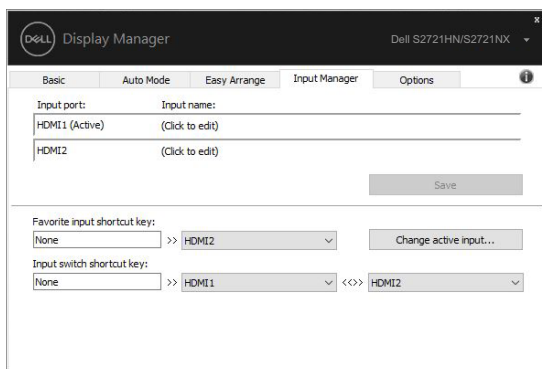 x
DELL Display Manager Dell S2721HN/S2721NX
Basic Auto Mode Easy Arrange Input Manager Options
Input port: Input name:
HDMI1 (Active) (Click to edit)
HDMI2 (Click to edit)
Save
Favorite input shortcut key:
None >> HDMI2 Change active input...
Input switch shortcut key:
None >> HDMI1 <<>> HDMI2